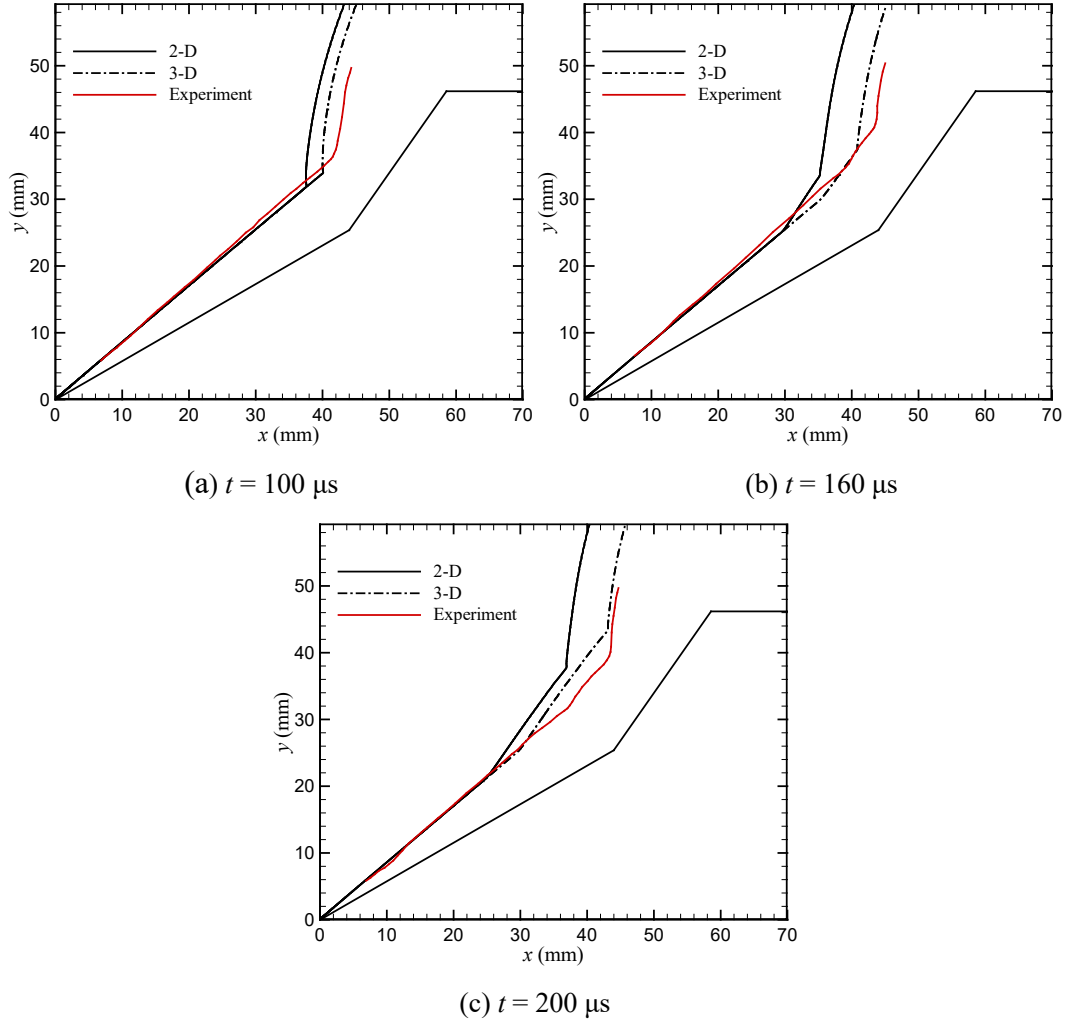 2-D
3-D
Experiment
y (mm)
50
40
30
20
10
0
0 10 20 30 40 50 60 70
x (mm)
(a) t = 100 μs
2-D
3-D
Experiment
y (mm)
50
40
30
20
10
0
0 10 20 30 40 50 60 70
x (mm)
(b) t = 160 μs
2-D
3-D
Experiment
y (mm)
50
40
30
20
10
0
0 10 20 30 40 50 60 70
x (mm)
(c) t = 200 μs